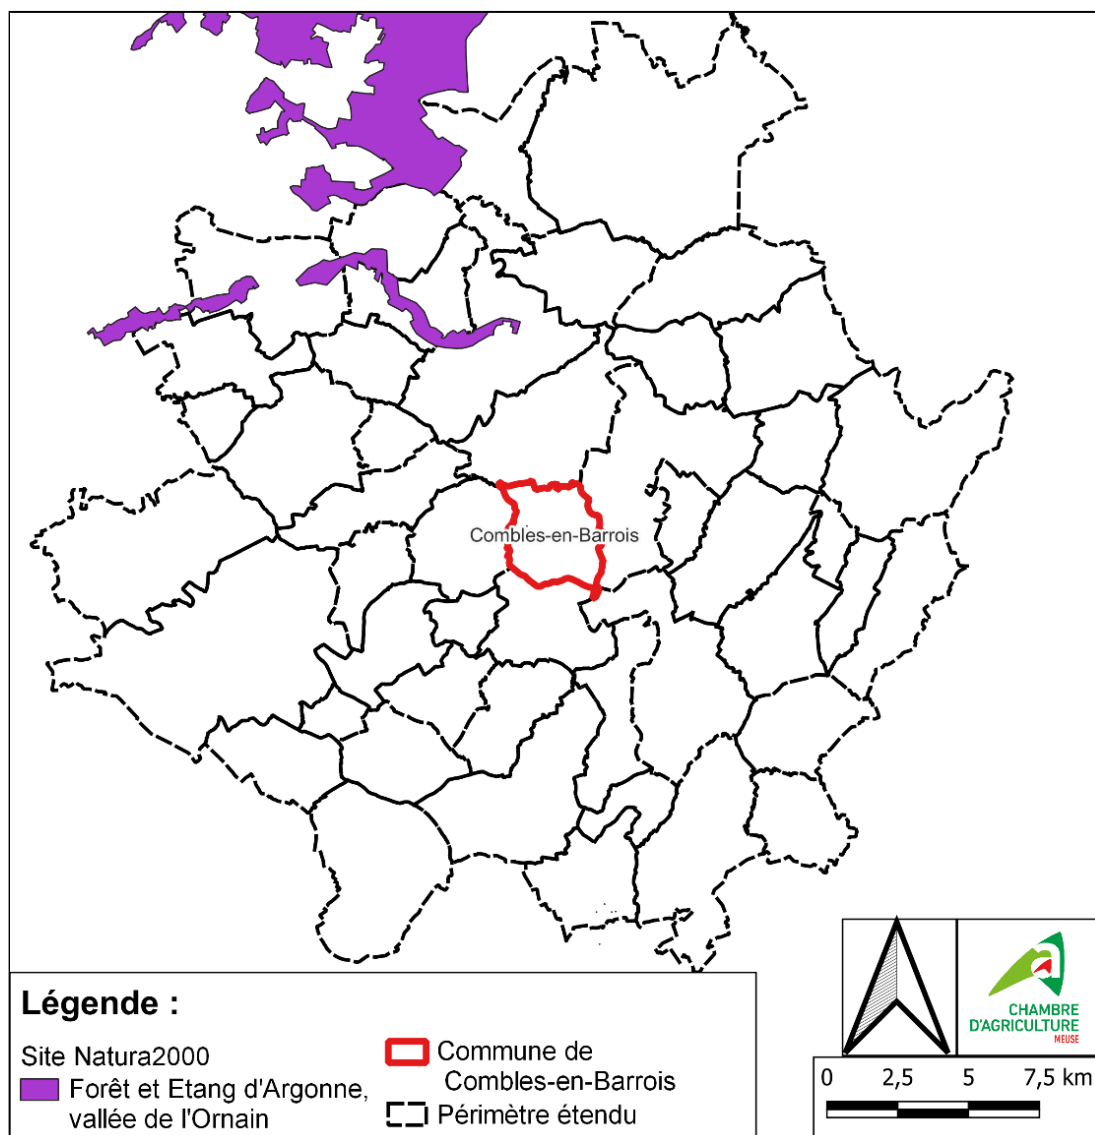 Combles-en-Barrois
Légende :
Site Natura2000
Forêt et Etang d'Argonne,
vallée de l'Ornain
Commune de
Combles-en-Barrois
Périmètre étendu
CHAMBRE
D'AGRICULTURE
MEUSE
0 2,5 5 7,5 km